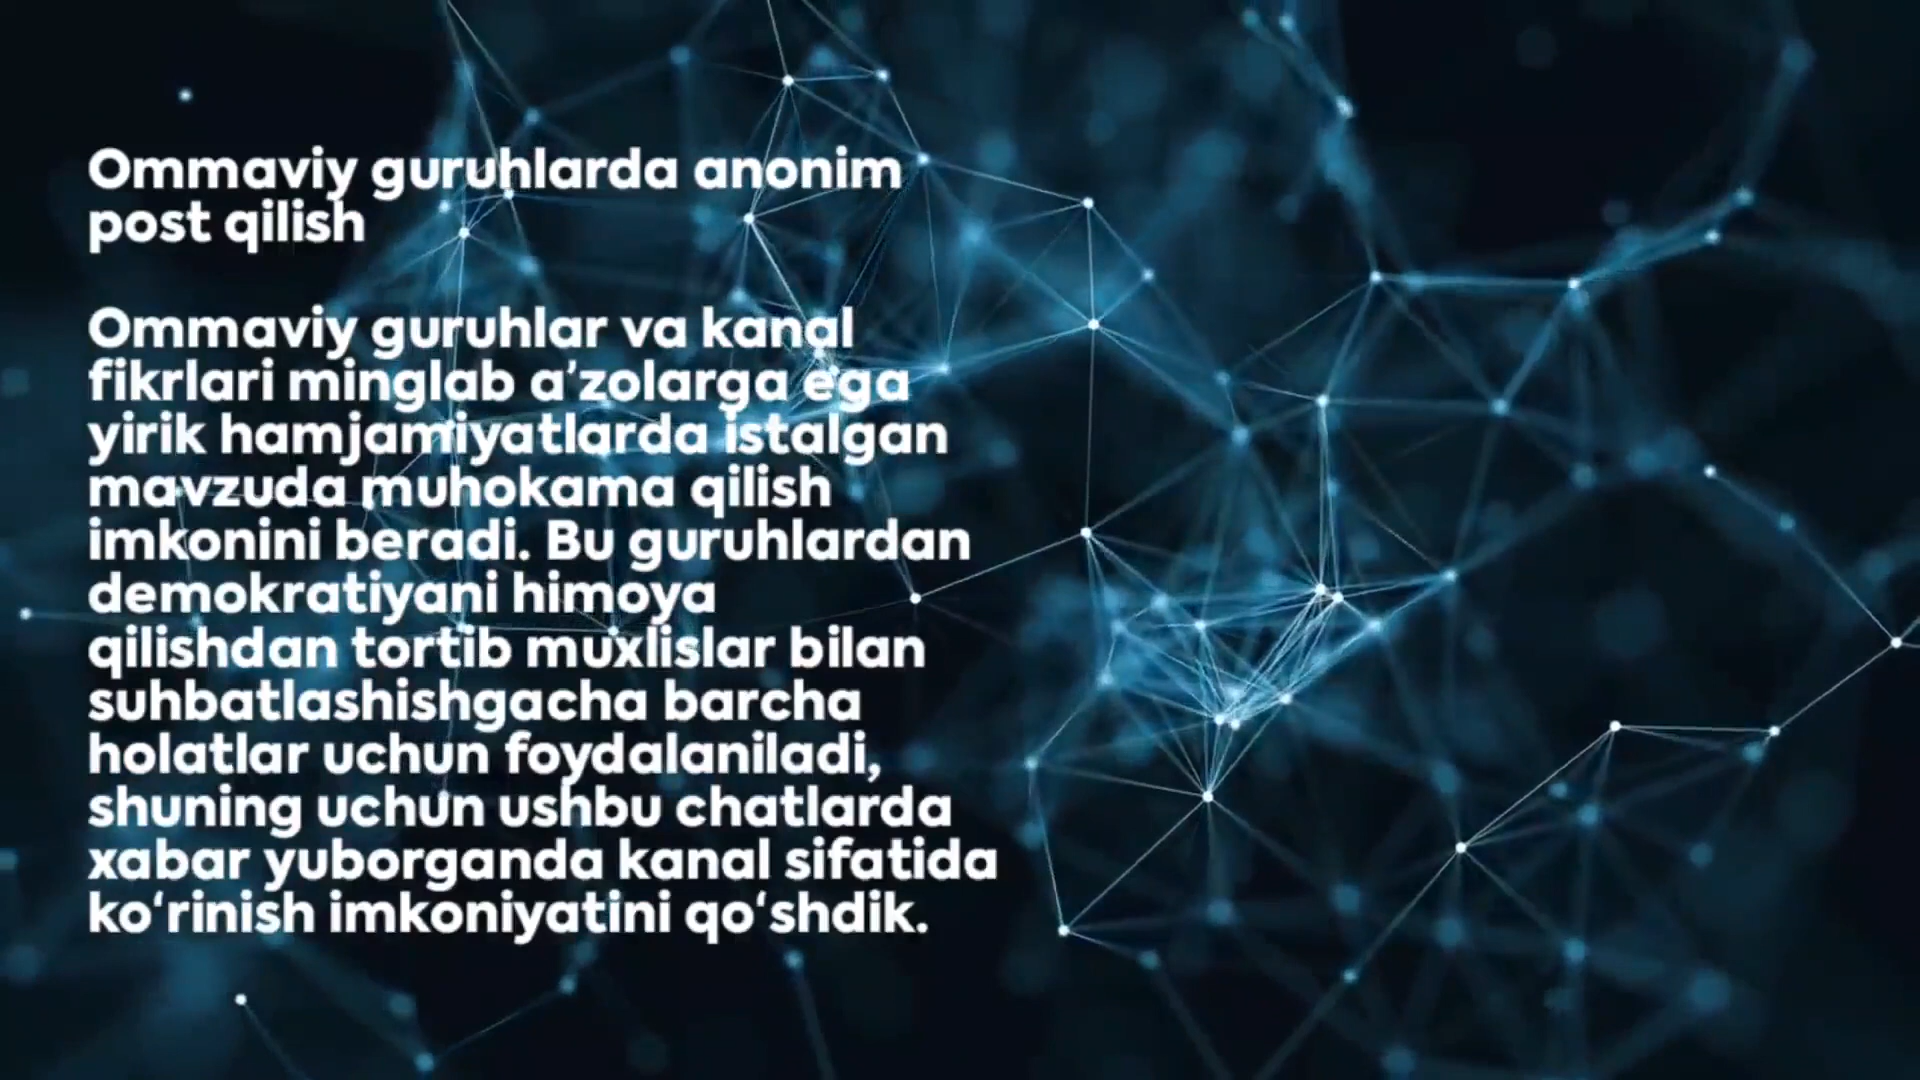 Ommaviy guruhlarda anonim
post qilish
Ommaviy guruhlar va kanal
fikrlari minglab a’zolarga ega
yirik hamjamiyatlarda istalgan
mavzuda muhokama qilish
imkonini beradi. Bu guruhlardan
demokratiyani himoya
qilishdan tortib muxlislar bilan
suhbatlashishgacha barcha
holatlar uchun foydalaniladi,
shuning uchun ushbu chatlarda
xabar yuborganda kanal sifatida
ko‘rinish imkoniyatini qo‘shdik.